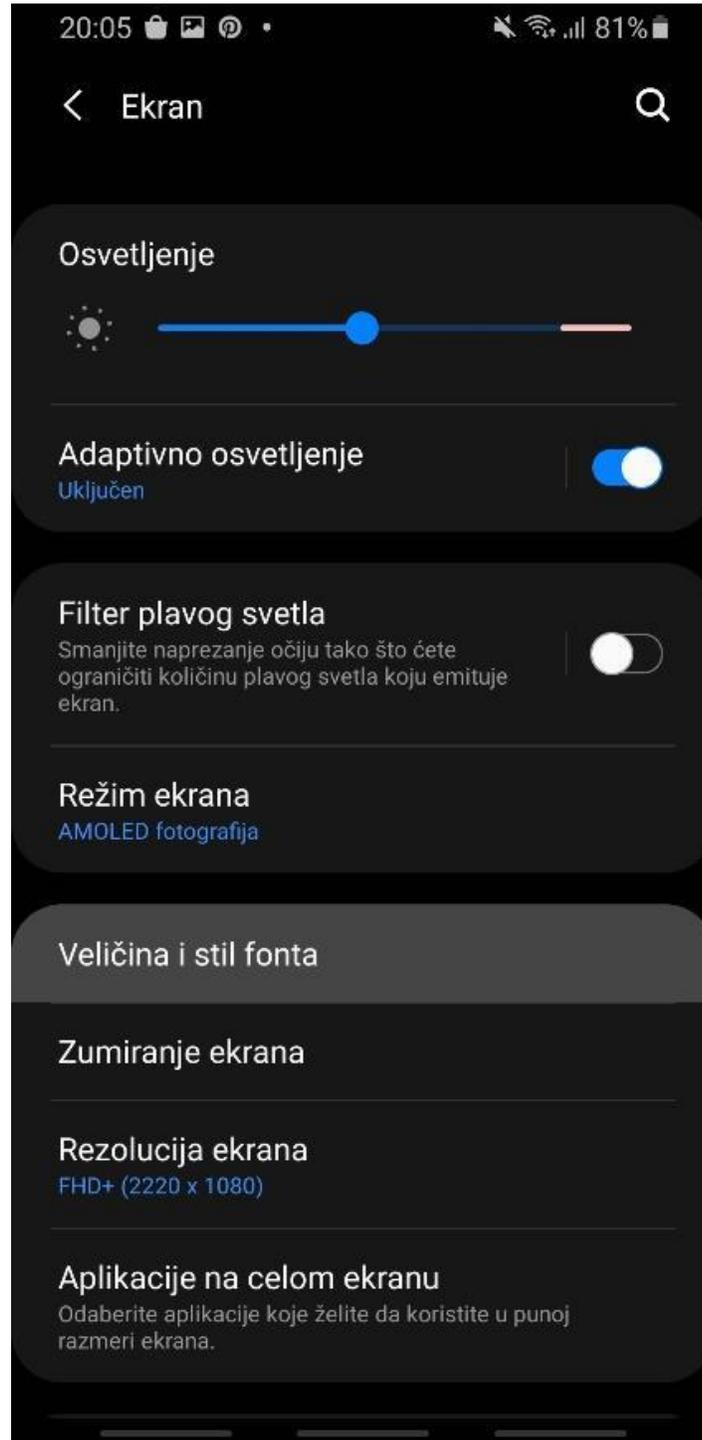 20:05 81%
Ekran
Osvetljenje
Adaptivno osvetljenje
Uključen
Filter plavog svetla
Smanjite naprezanje očiju tako što ćete
ograničiti količinu plavog svetla koju emituje
ekran.
Režim ekrana
AMOLED fotografija
Veličina i stil fonta
Zumiranje ekrana
Rezolucija ekrana
FHD+ (2220 x 1080)
Aplikacije na celom ekranu
Odaberite aplikacije koje želite da koristite u punoj
razmeri ekrana.